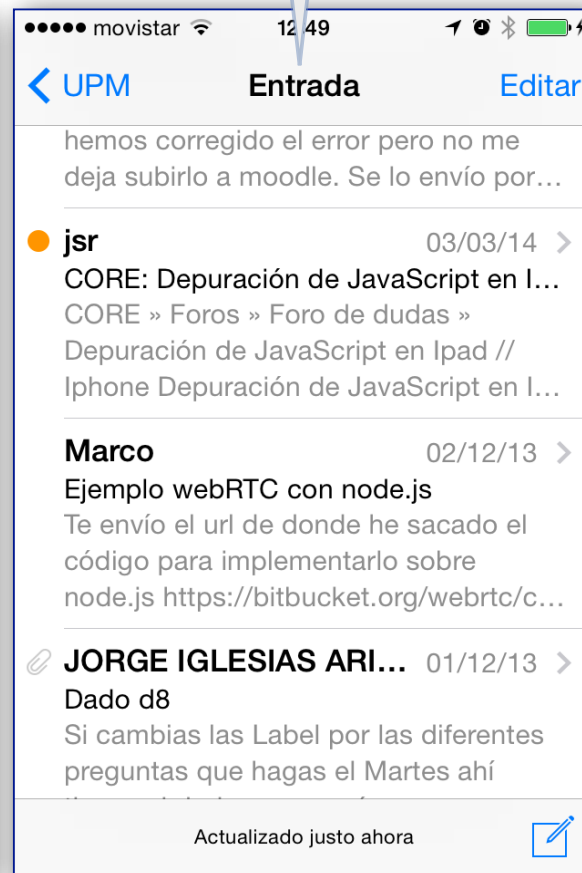 movistar 12:49
UPM Entrada Editar
hemos corregido el error pero no me
deja subirlo a moodle. Se lo envío por…
jsr 03/03/14
CORE: Depuración de JavaScript en I…
CORE » Foros » Foro de dudas »
Depuración de JavaScript en Ipad //
Iphone Depuración de JavaScript en I…
Marco 02/12/13
Ejemplo webRTC con node.js
Te envío el url de donde he sacado el
código para implementarlo sobre
node.js https://bitbucket.org/webrtc/c…
JORGE IGLESIAS ARI… 01/12/13
Dado d8
Si cambias las Label por las diferentes
preguntas que hagas el Martes ahí
Actualizado justo ahora